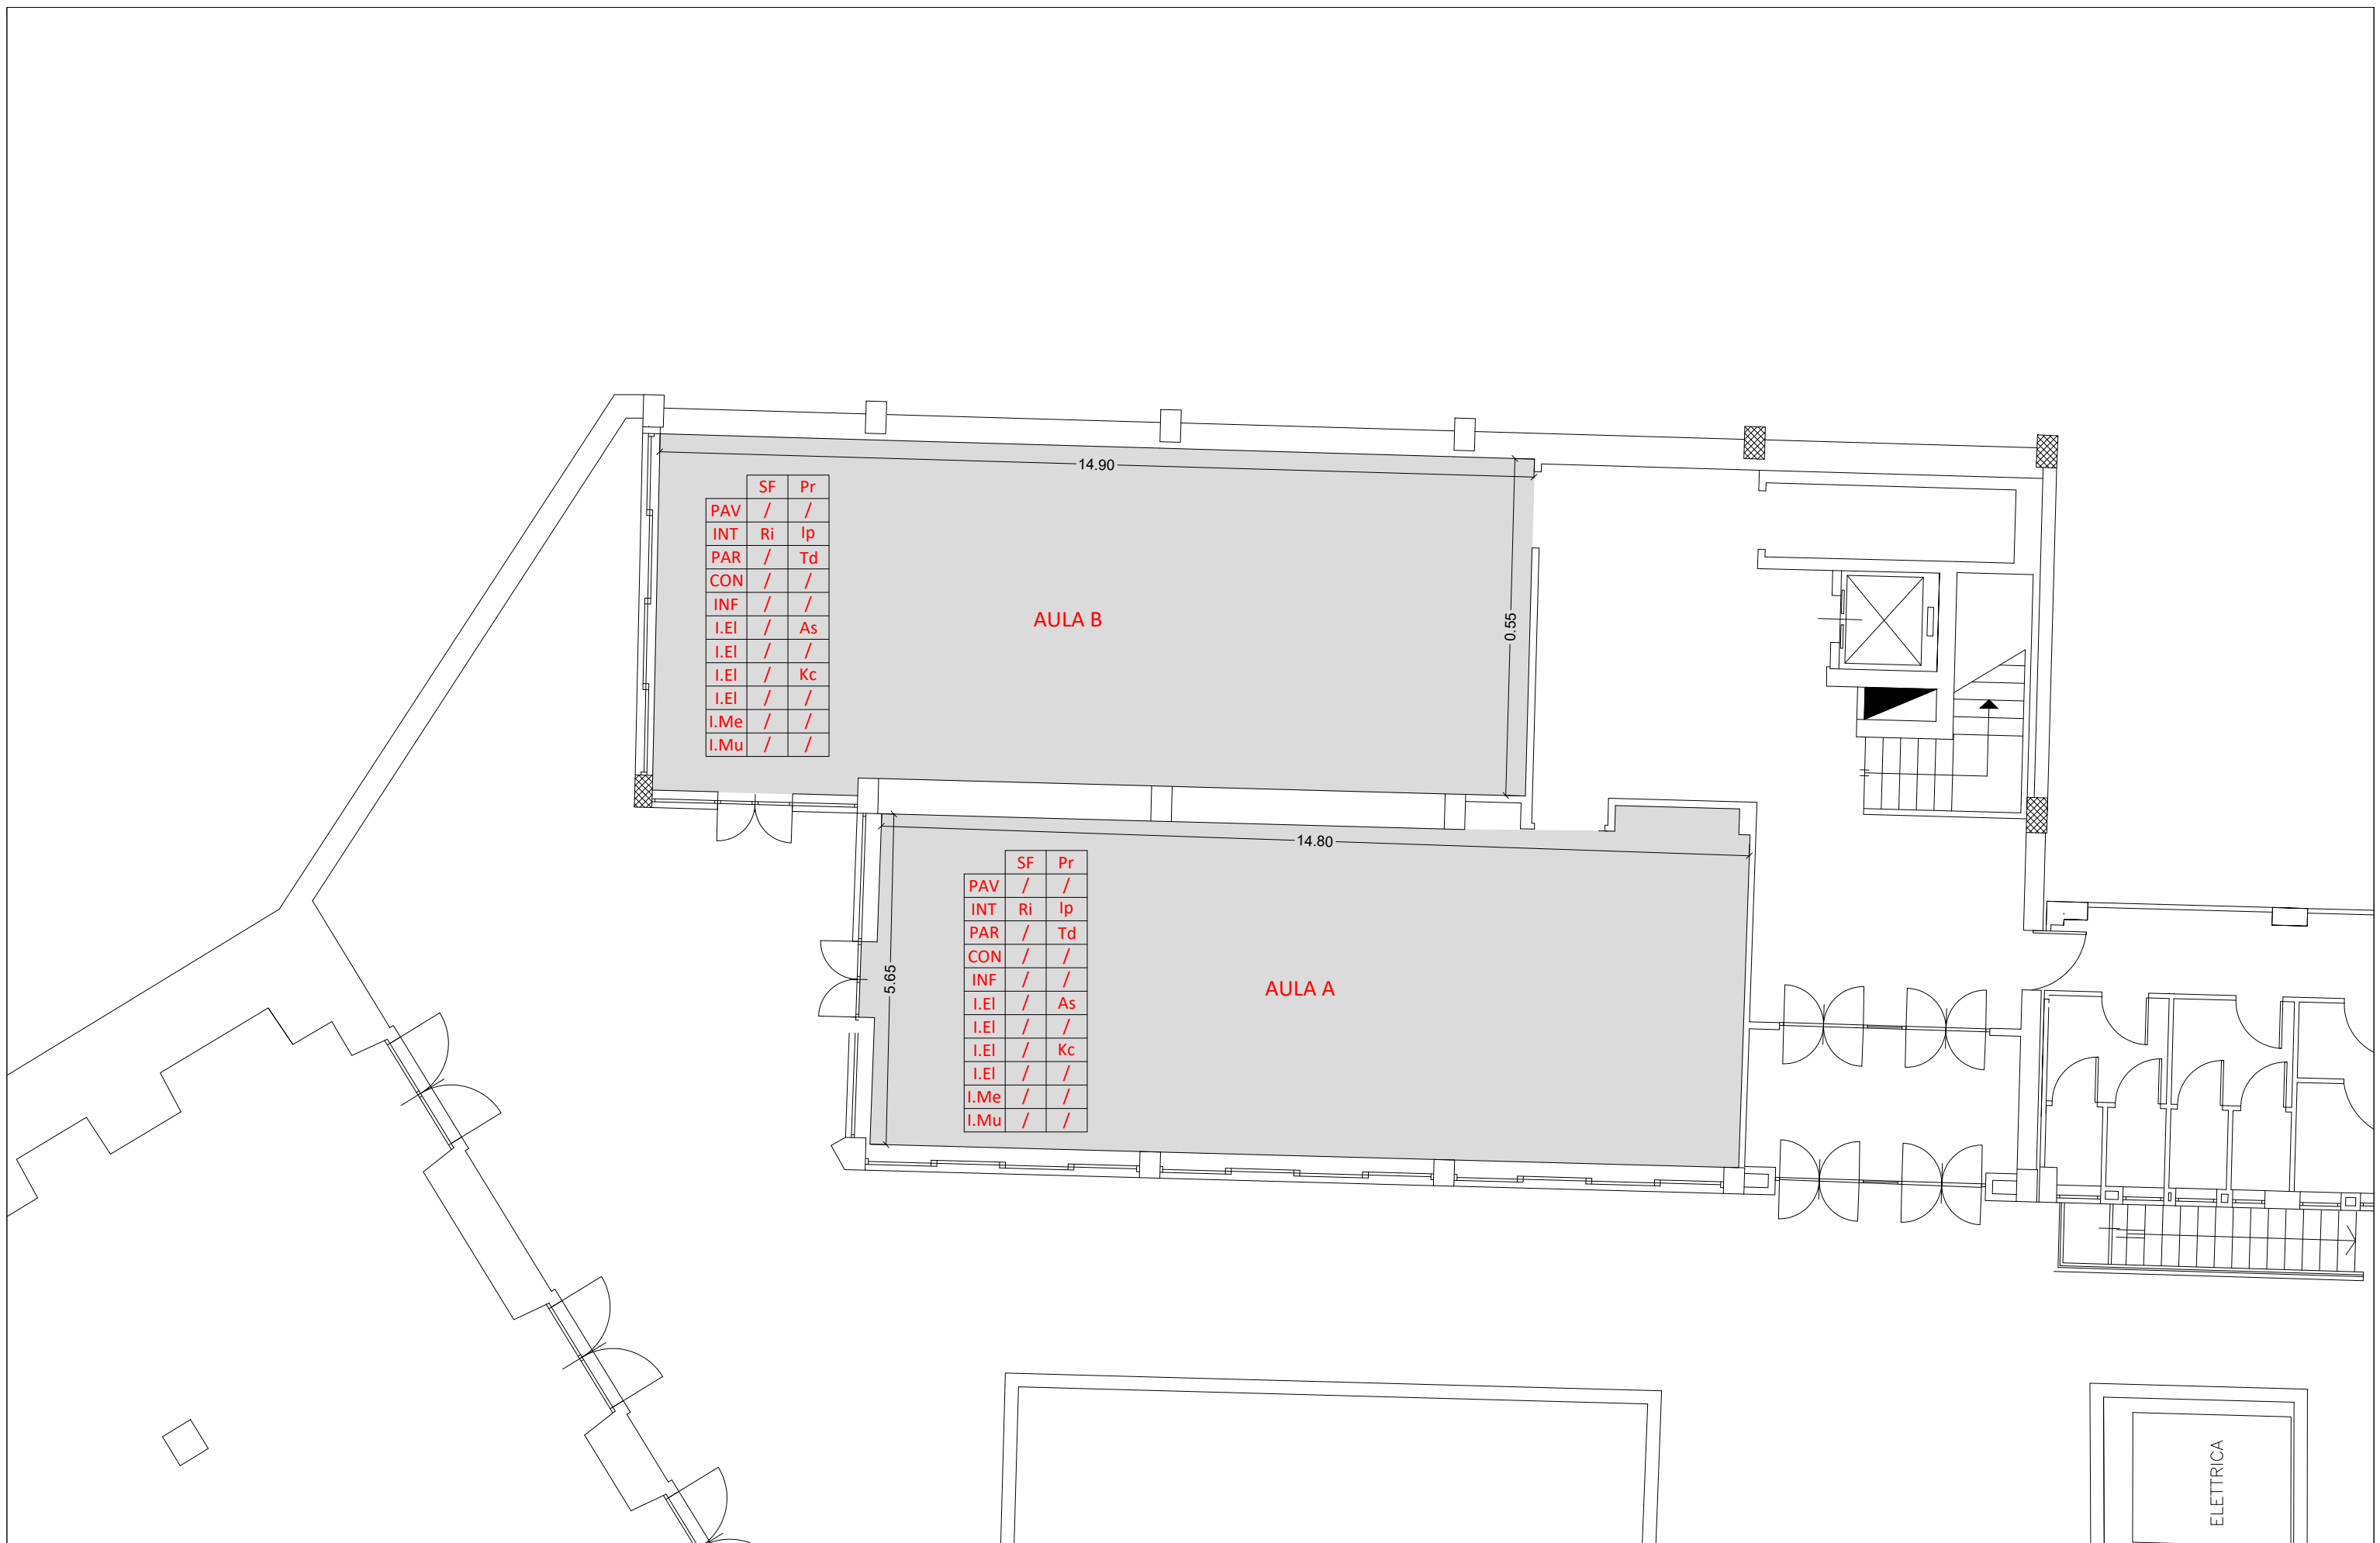 14.90
SF Pr
PAV / /
INT Ri Ip
PAR / Td
CON / /
INF / /
I.El / As
I.El / /
I.El / Kc
I.El / /
I.Me / /
I.Mu / /
AULA B
0.55
14.80
SF Pr
PAV / /
INT Ri Ip
PAR / Td
CON / /
INF / /
I.El / As
I.El / /
I.El / Kc
I.El / /
I.Me / /
I.Mu / /
5.65
AULA A
ELETTRICA